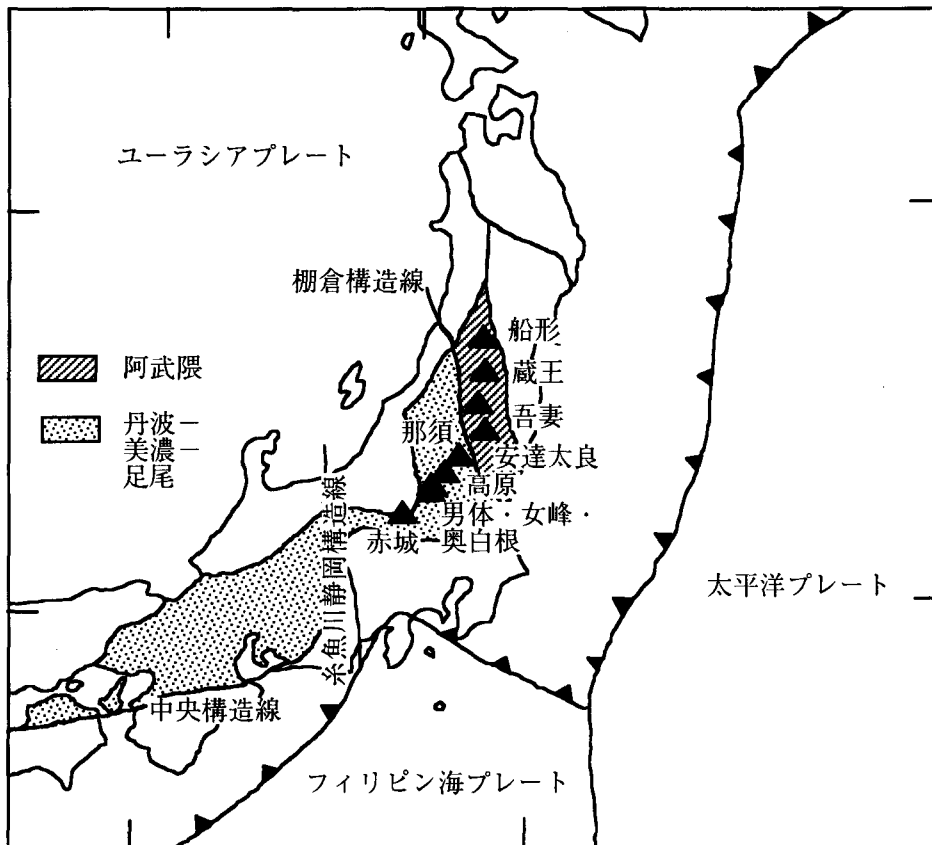 ユーラシアプレート
棚倉構造線
船形
阿武隈
蔵王
丹波－
美濃－
足尾
吾妻
那須
安達太良
高原
男体・女峰・
奥白根
赤城
糸魚川静岡構造線
太平洋プレート
中央構造線
フィリピン海プレート